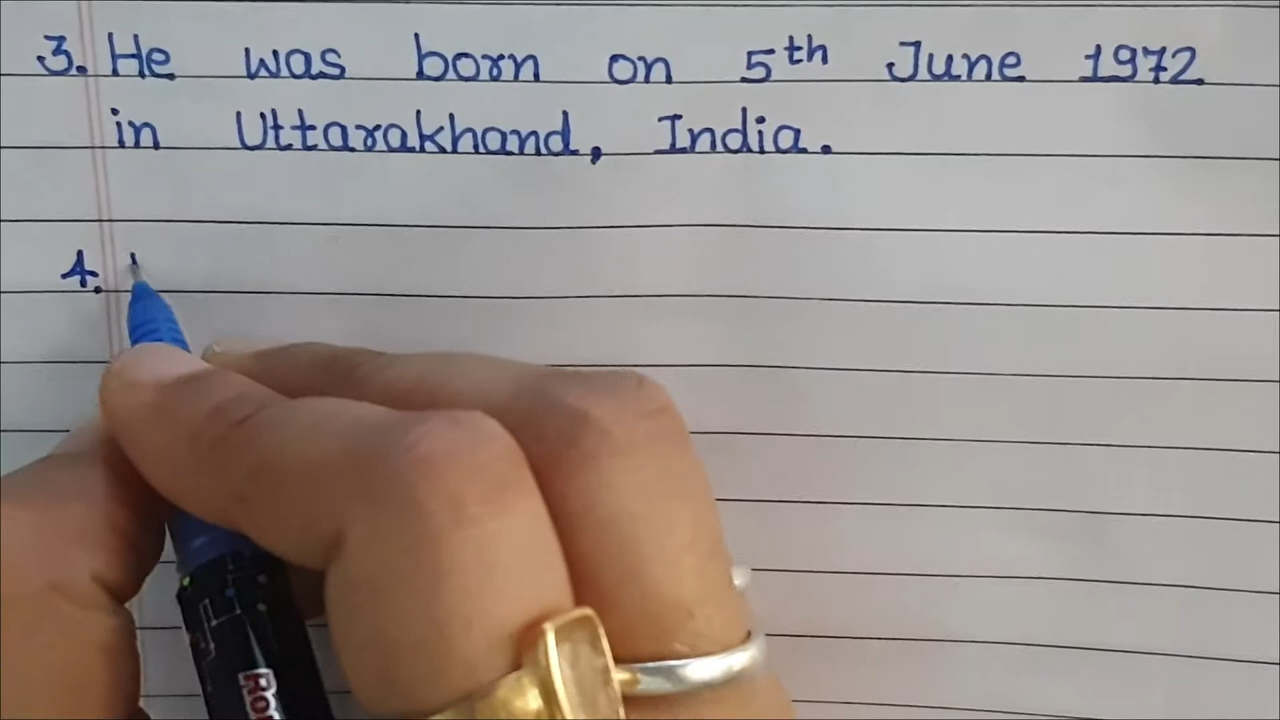 3. He was born on 5th June 1972
in Uttarakhand, India.
4.